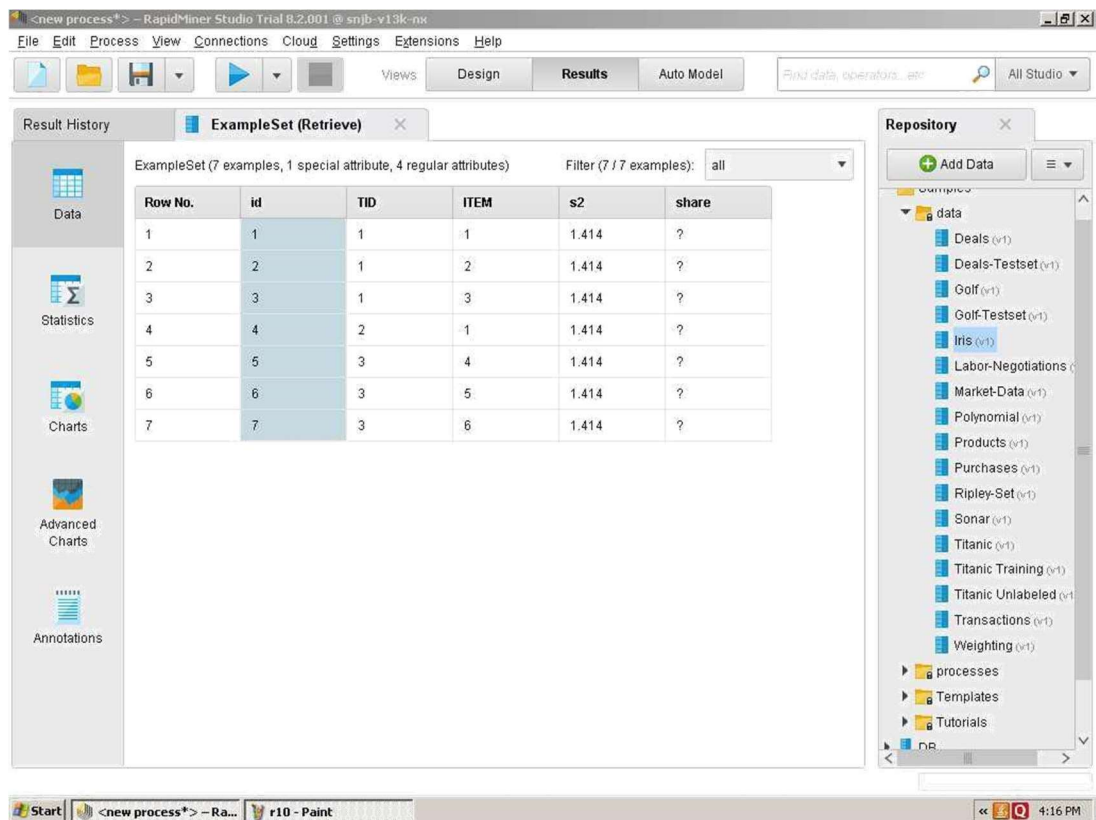 <new process*> – RapidMiner Studio Trial 8.2.001 @ snjb-v13k-nx
File Edit Process View Connections Cloud Settings Extensions Help
Views Design Results Auto Model Find data, operators...etc All Studio
Result History ExampleSet (Retrieve)
Repository
ExampleSet (7 examples, 1 special attribute, 4 regular attributes) Filter (7 / 7 examples): all
Add Data
Data
Statistics
Charts
Advanced
Charts
Annotations
Row No. id TID ITEM s2 share
1 1 1 1 1.414 ?
2 2 1 2 1.414 ?
3 3 1 3 1.414 ?
4 4 2 1 1.414 ?
5 5 3 4 1.414 ?
6 6 3 5 1.414 ?
7 7 3 6 1.414 ?
Samples
data
Deals (v1)
Deals-Testset (v1)
Golf (v1)
Golf-Testset (v1)
Iris (v1)
Labor-Negotiations (
Market-Data (v1)
Polynomial (v1)
Products (v1)
Purchases (v1)
Ripley-Set (v1)
Sonar (v1)
Titanic (v1)
Titanic Training (v1)
Titanic Unlabeled (v1
Transactions (v1)
Weighting (v1)
processes
Templates
Tutorials
DB
Start <new process*> – Ra... r10 - Paint 4:16 PM